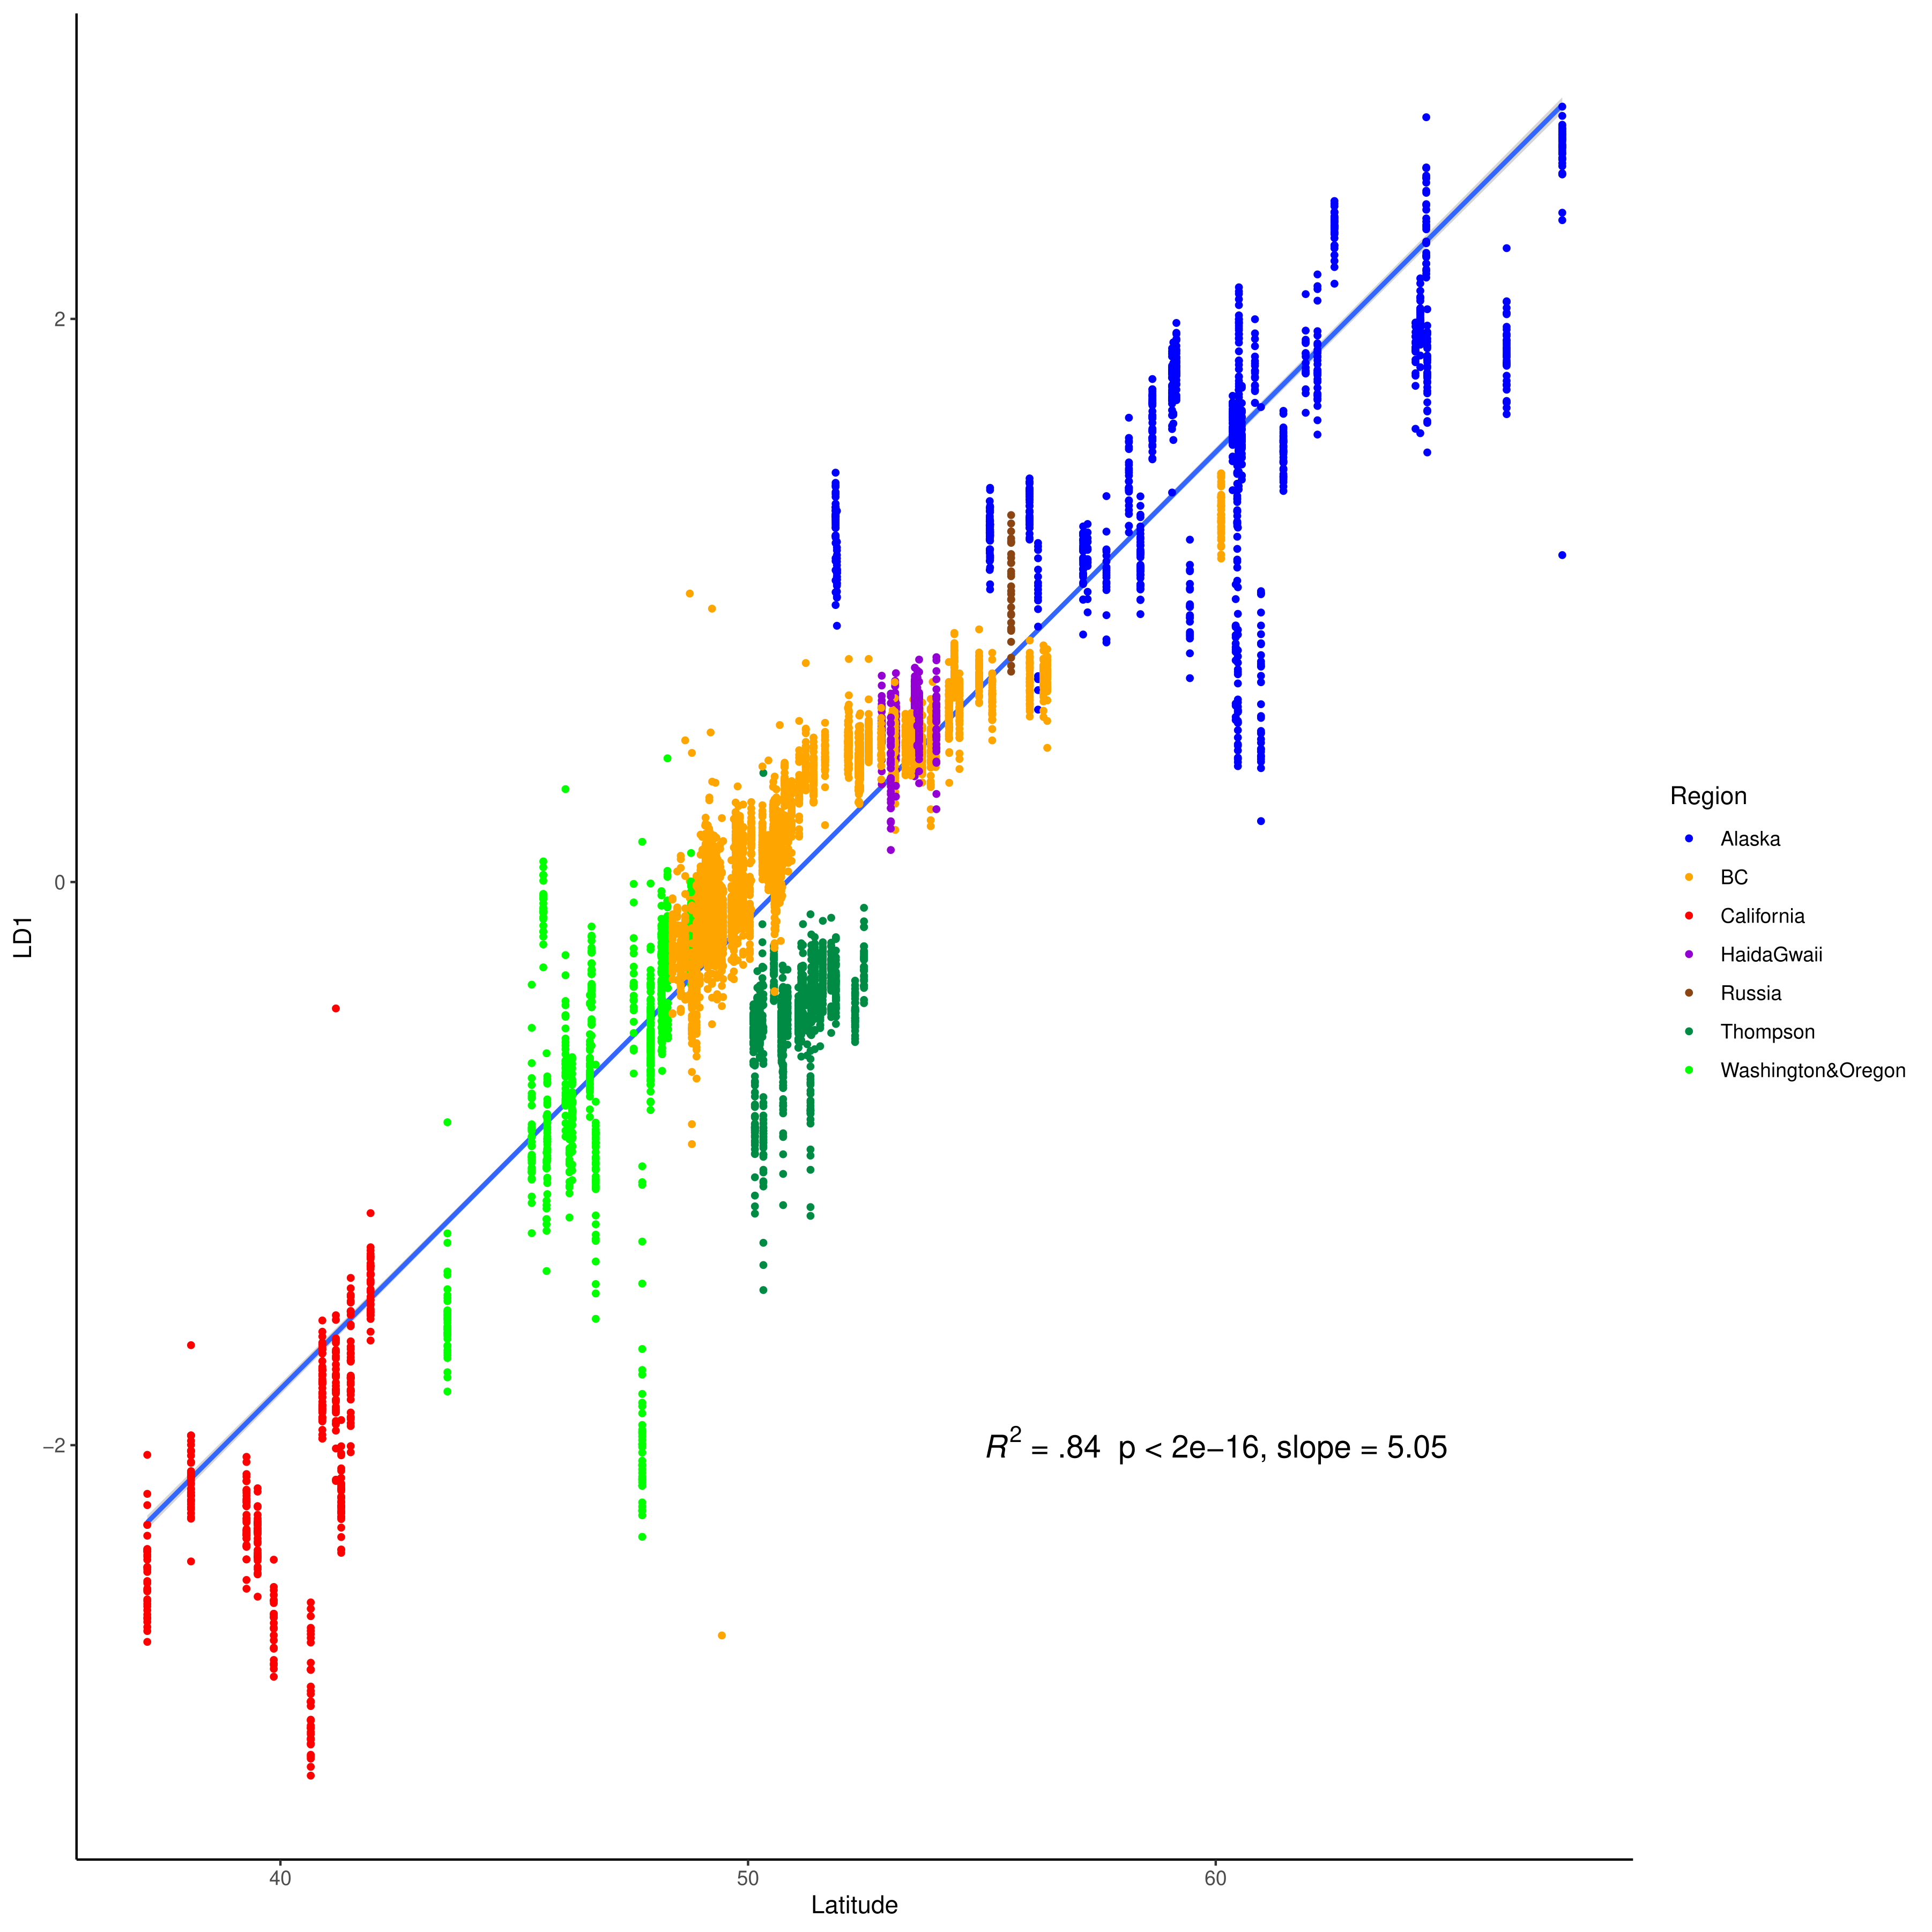 2
0
−2
LD1
40
50
60
Latitude
R² = .84 p < 2e−16, slope = 5.05
Region
Alaska
BC
California
HaidaGwaii
Russia
Thompson
Washington&Oregon